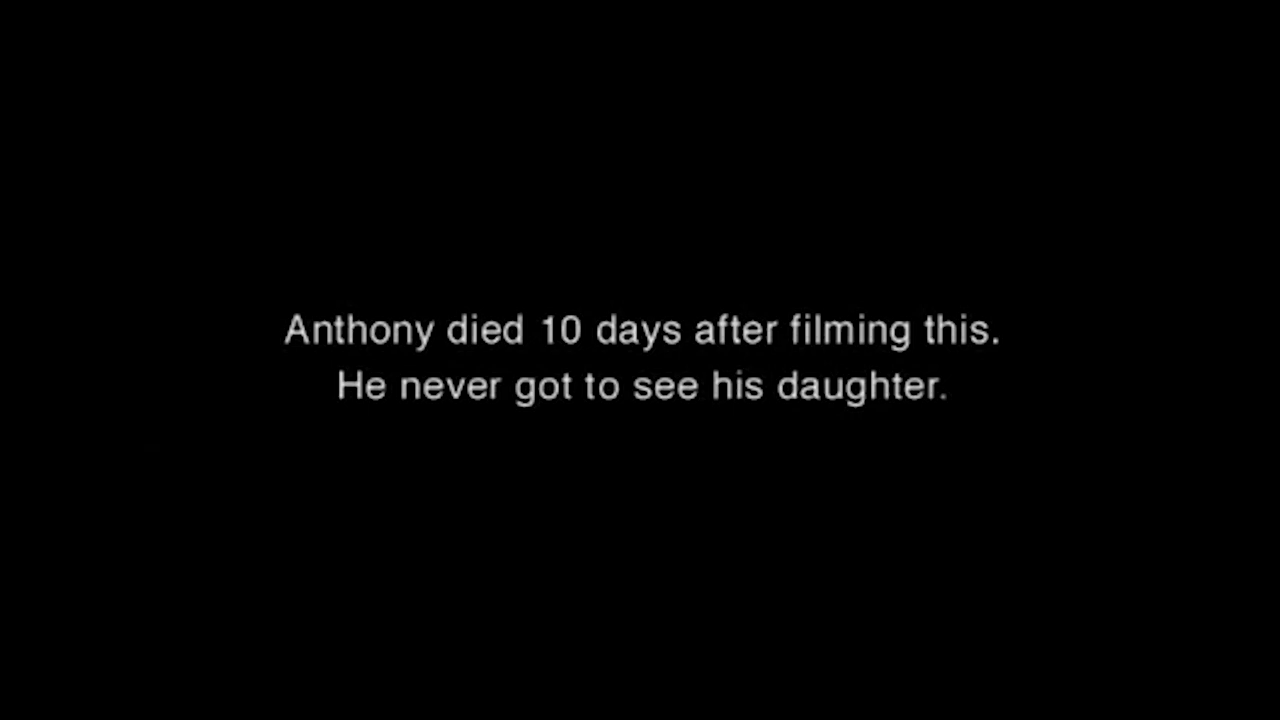 Anthony died 10 days after filming this.
He never got to see his daughter.